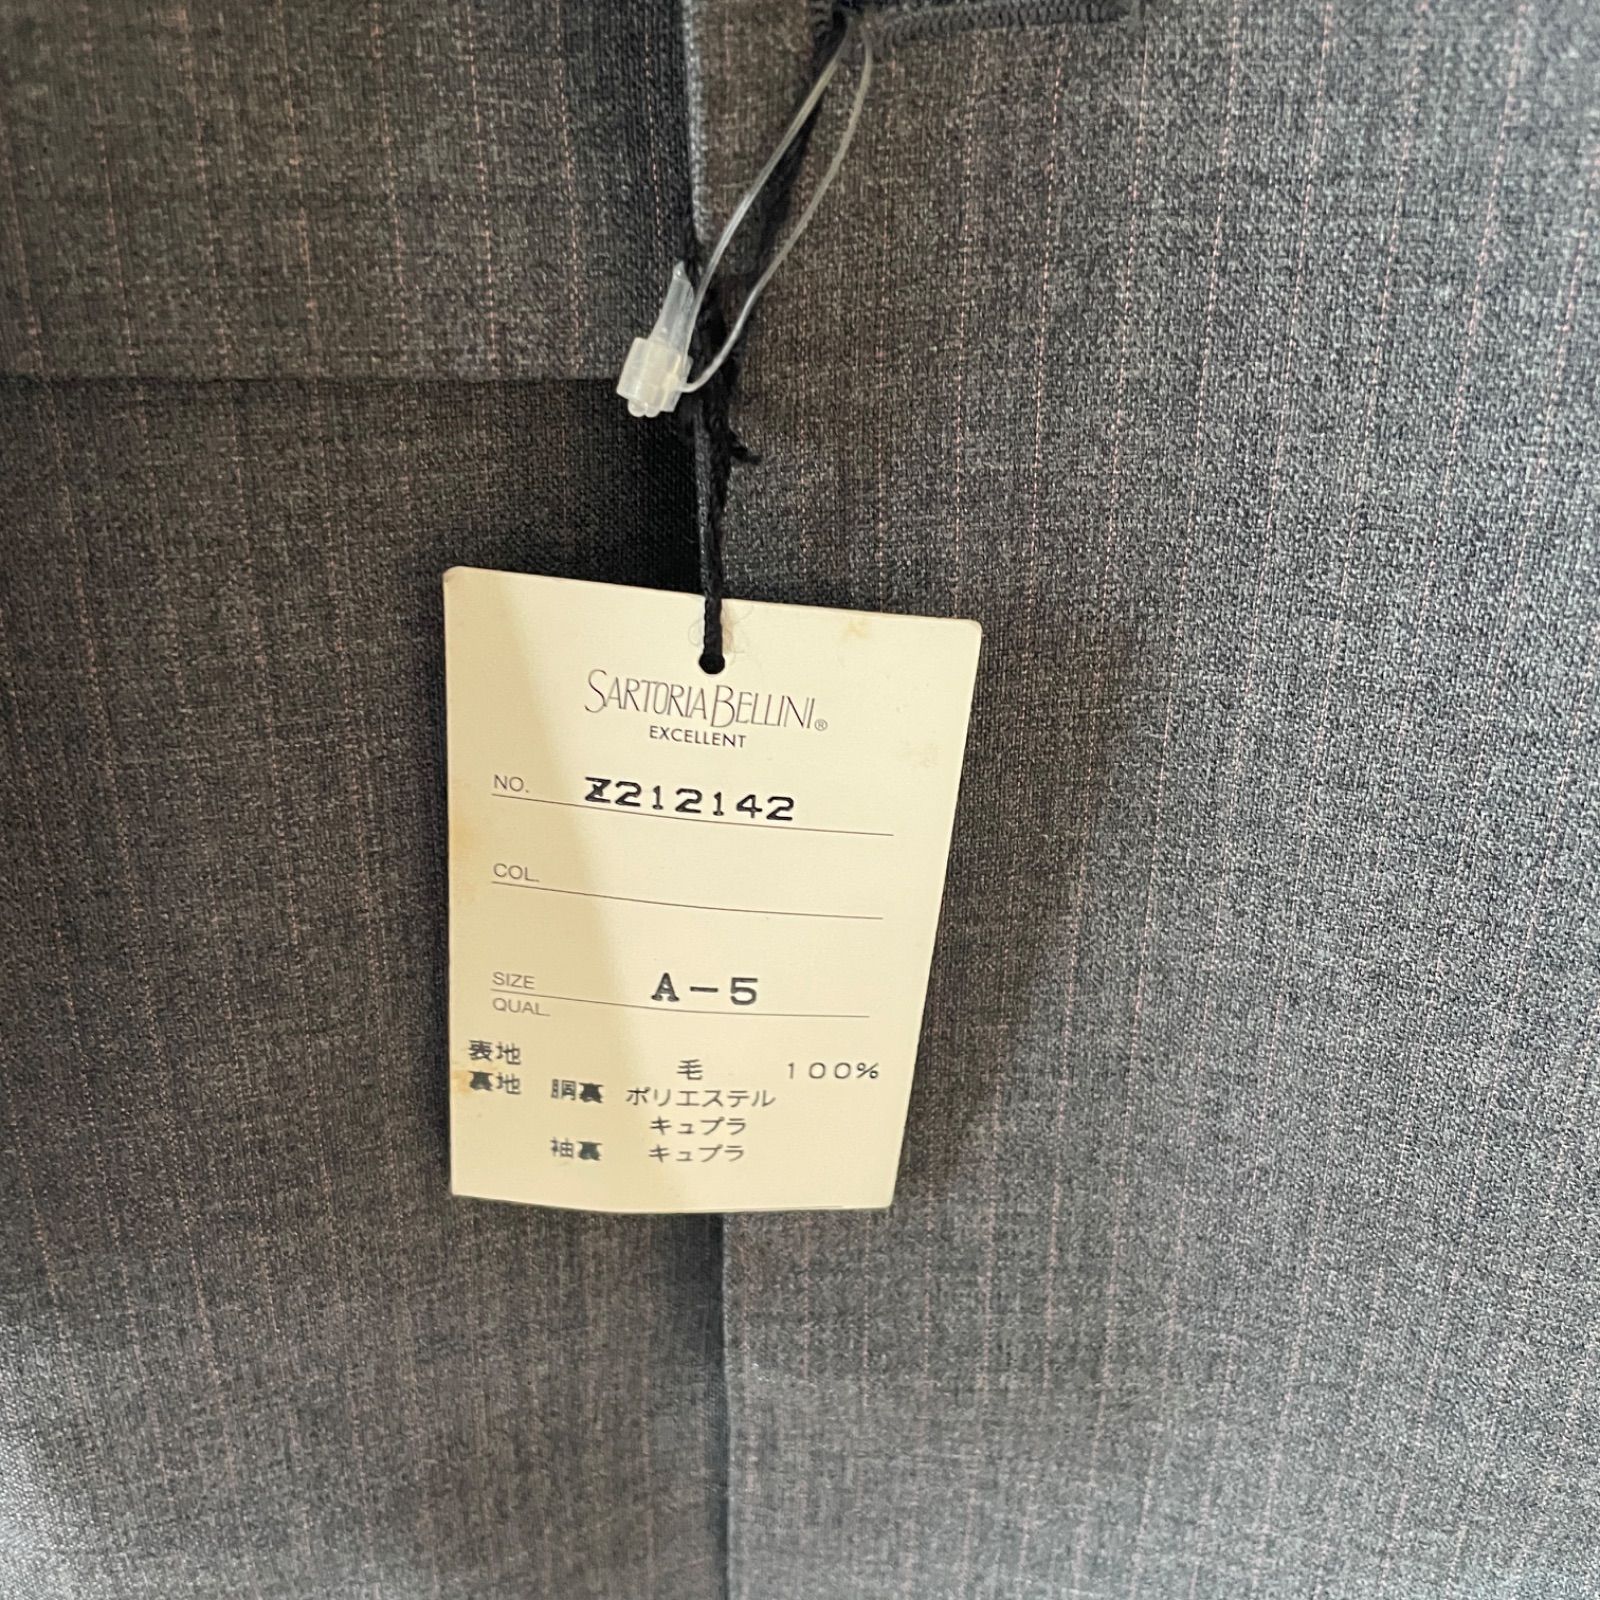 SARTORIA BELLINI®
EXCELLENT
NO. Z212142
COL.
SIZE A-5
QUAL.
表地 毛 100%
裏地 胴裏 ポリエステル
キュプラ
袖裏 キュプラ